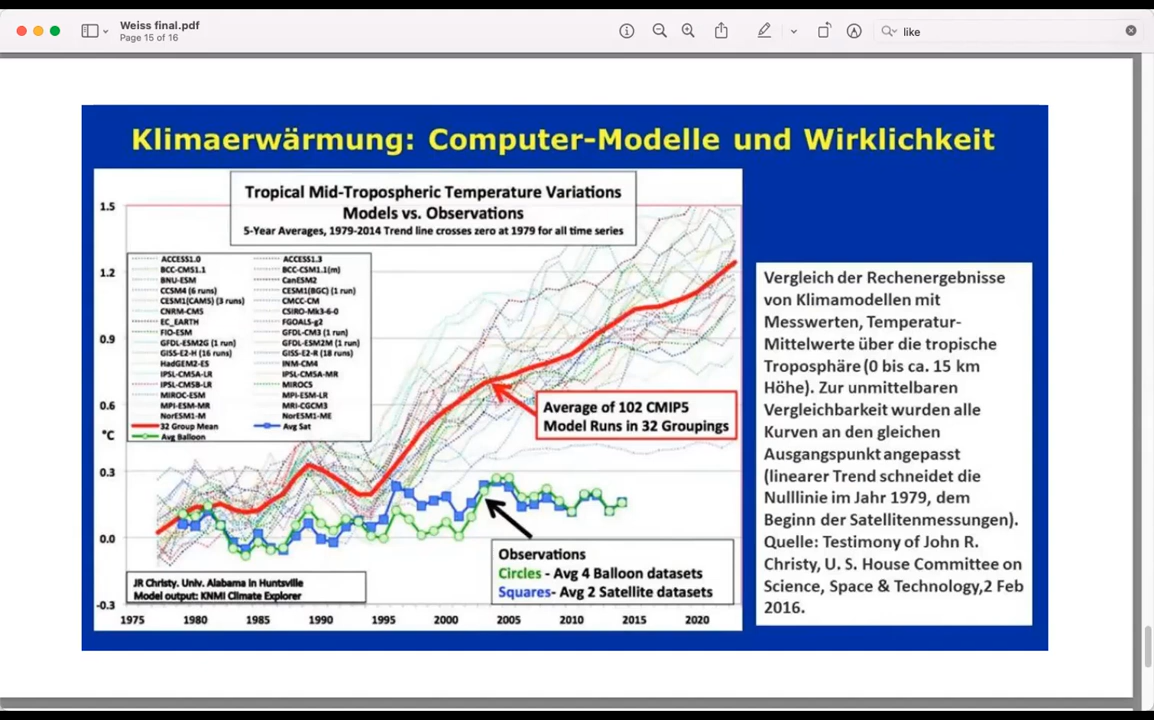 Weiss final.pdf
Page 15 of 16
like
Klimaerwärmung: Computer-Modelle und Wirklichkeit
Tropical Mid-Tropospheric Temperature Variations
Models vs. Observations
5-Year Averages, 1979-2014 Trend line crosses zero at 1979 for all time series
1.5
1.2
0.9
0.6
°C
0.3
0.0
-0.3
ACCESS1.0 ACCESS1.3
BCC-CMS1.1 BCC-CSM1.1(m)
BNU-ESM CanESM2
CCSM4 (6 runs) CESM1(BGC) (1 run)
CESM1(CAM5) (3 runs) CMCC-CM
CNRM-CM5 CSIRO-Mk3-6-0
EC_EARTH FGOALS-g2
FIO-ESM GFDL-CM3 (1 run)
GFDL-ESM2G (1 run) GFDL-ESM2M (1 run)
GISS-E2-H (16 runs) GISS-E2-R (18 runs)
HadGEM2-ES INM-CM4
IPSL-CM5A-LR IPSL-CM5A-MR
IPSL-CM5B-LR MIROC5
MIROC-ESM MPI-ESM-LR
MPI-ESM-MR MRI-CGCM3
NorESM1-M NorESM1-ME
32 Group Mean Avg Sat
Avg Balloon
Average of 102 CMIP5
Model Runs in 32 Groupings
Observations
Circles - Avg 4 Balloon datasets
Squares- Avg 2 Satellite datasets
JR Christy. Univ. Alabama in Huntsville
Model output: KNMI Climate Explorer
1975 1980 1985 1990 1995 2000 2005 2010 2015 2020
Vergleich der Rechenergebnisse
von Klimamodellen mit
Messwerten, Temperatur-
Mittelwerte über die tropische
Troposphäre (0 bis ca. 15 km
Höhe). Zur unmittelbaren
Vergleichbarkeit wurden alle
Kurven an den gleichen
Ausgangspunkt angepasst
(linearer Trend schneidet die
Nulllinie im Jahr 1979, dem
Beginn der Satellitenmessungen).
Quelle: Testimony of John R.
Christy, U. S. House Committee on
Science, Space & Technology,2 Feb
2016.